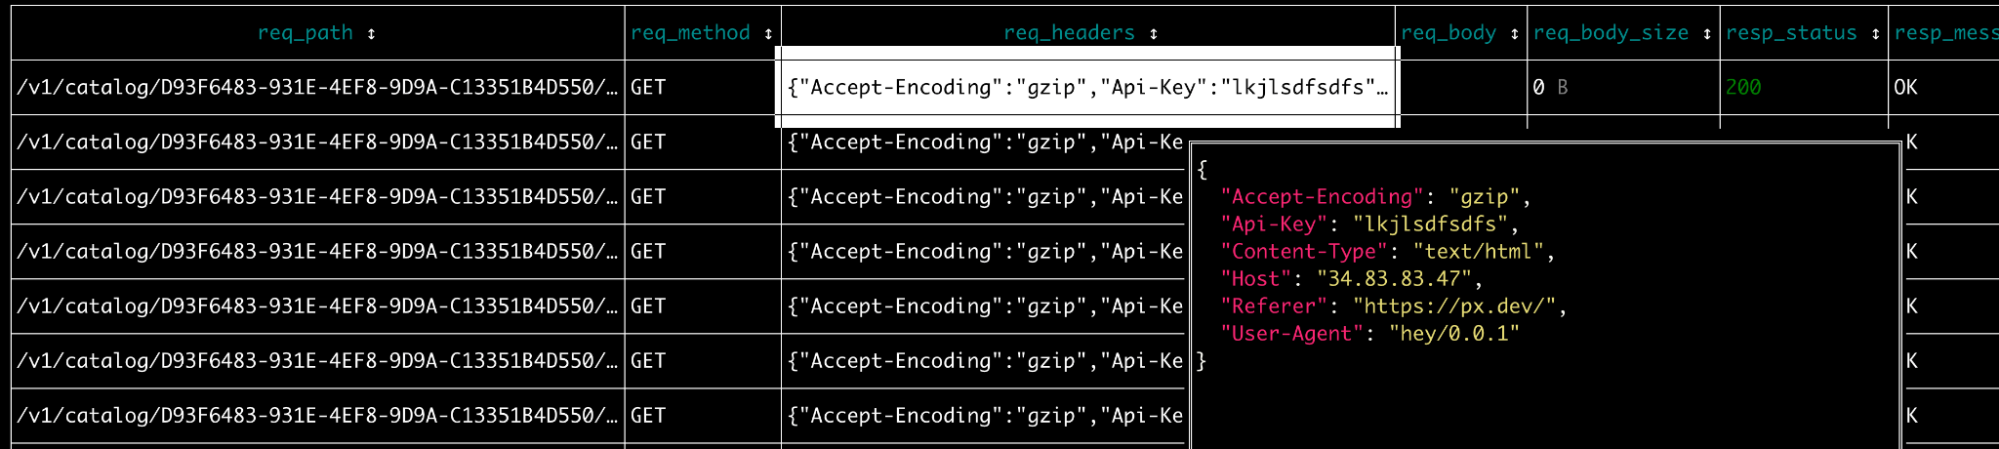 req_path ↕ req_method ↕ req_headers ↕ req_body ↕ req_body_size ↕ resp_status ↕ resp_mess
/v1/catalog/D93F6483-931E-4EF8-9D9A-C13351B4D550/… GET {"Accept-Encoding":"gzip","Api-Key":"lkjlsdfsdfs"… 0 B 200 OK
/v1/catalog/D93F6483-931E-4EF8-9D9A-C13351B4D550/… GET {"Accept-Encoding":"gzip","Api-Ke K
{
/v1/catalog/D93F6483-931E-4EF8-9D9A-C13351B4D550/… GET {"Accept-Encoding":"gzip","Api-Ke "Accept-Encoding": "gzip", K
"Api-Key": "lkjlsdfsdfs",
/v1/catalog/D93F6483-931E-4EF8-9D9A-C13351B4D550/… GET {"Accept-Encoding":"gzip","Api-Ke "Content-Type": "text/html", K
"Host": "34.83.83.47",
/v1/catalog/D93F6483-931E-4EF8-9D9A-C13351B4D550/… GET {"Accept-Encoding":"gzip","Api-Ke "Referer": "https://px.dev/", K
"User-Agent": "hey/0.0.1"
/v1/catalog/D93F6483-931E-4EF8-9D9A-C13351B4D550/… GET {"Accept-Encoding":"gzip","Api-Ke } K
/v1/catalog/D93F6483-931E-4EF8-9D9A-C13351B4D550/… GET {"Accept-Encoding":"gzip","Api-Ke K